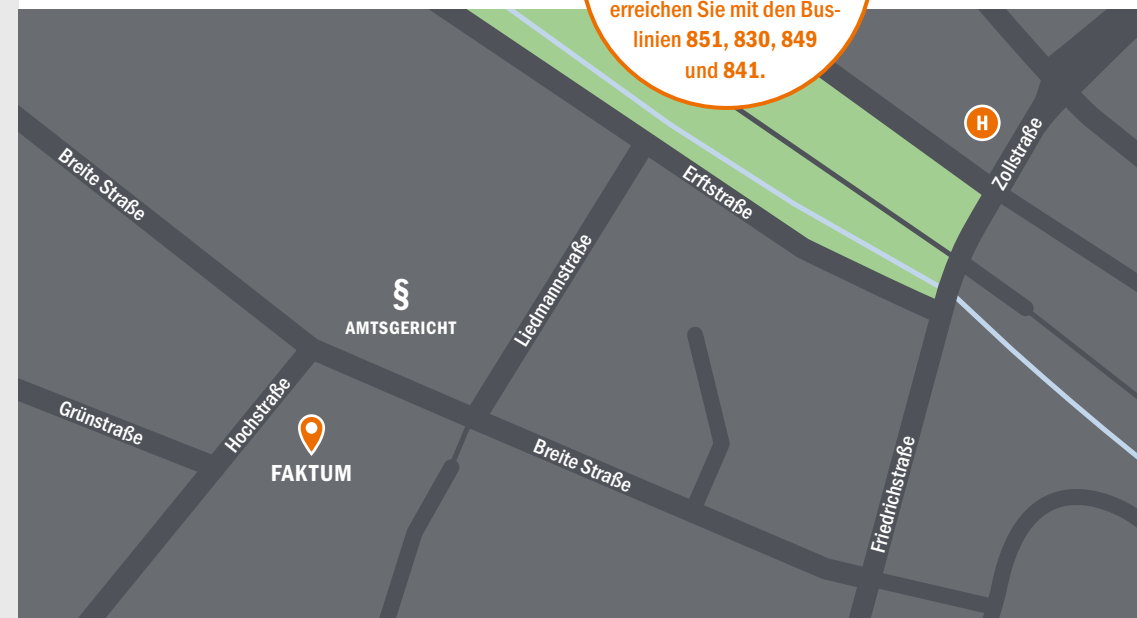 erreichen Sie mit den Bus-
linien 851, 830, 849
und 841.
H
Zollstraße
Breite Straße
Erftstraße
Liedmannstraße
§
AMTSGERICHT
Hochstraße
Grünstraße
FAKTUM
Breite Straße
Friedrichstraße